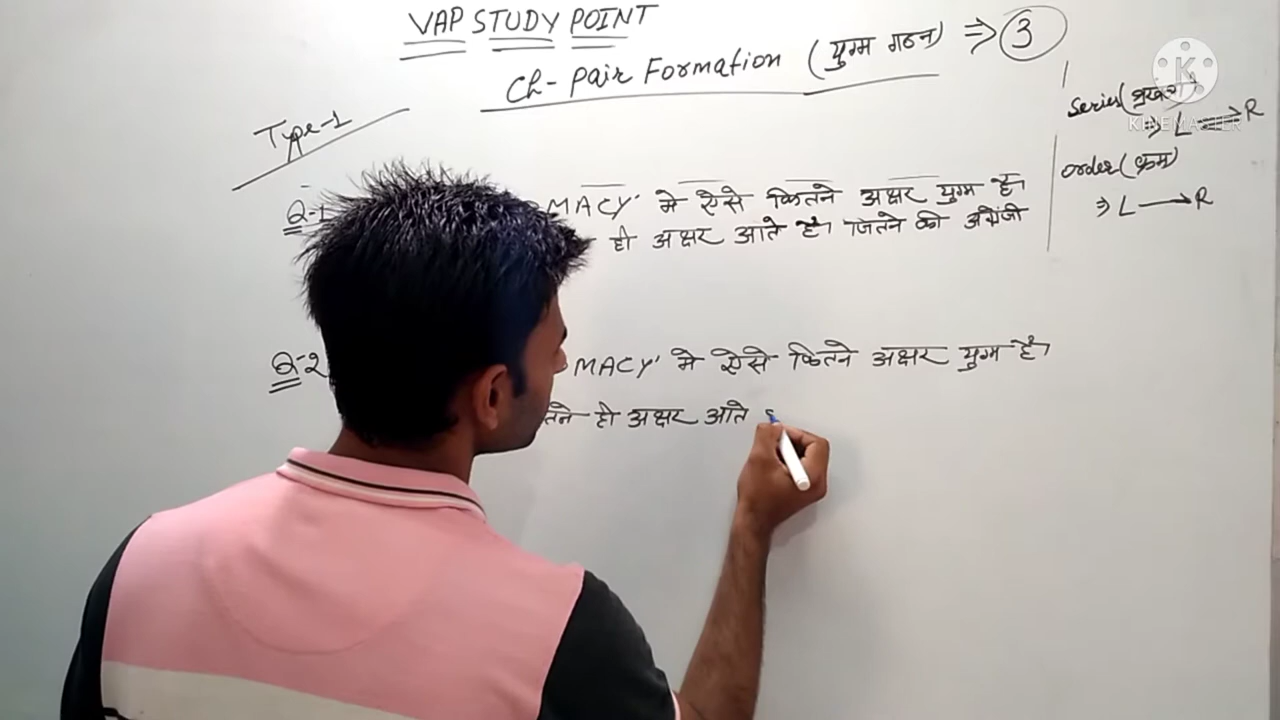 VAP STUDY POINT
Ch- Pair Formation (युग्म गठन) ⇒ 3
Type-1
Series(
⇒ L ⟶ R
order(क्रम)
⇒ L ⟶ R
KINEMASTER
Q-1 MACY' मे ऐसे कितने अक्षर युग्म है।
ही अक्षर आते है। जितने की अंग्रेजी
Q-2 MACY' मे ऐसे कितने अक्षर युग्म है।
तने ही अक्षर आते